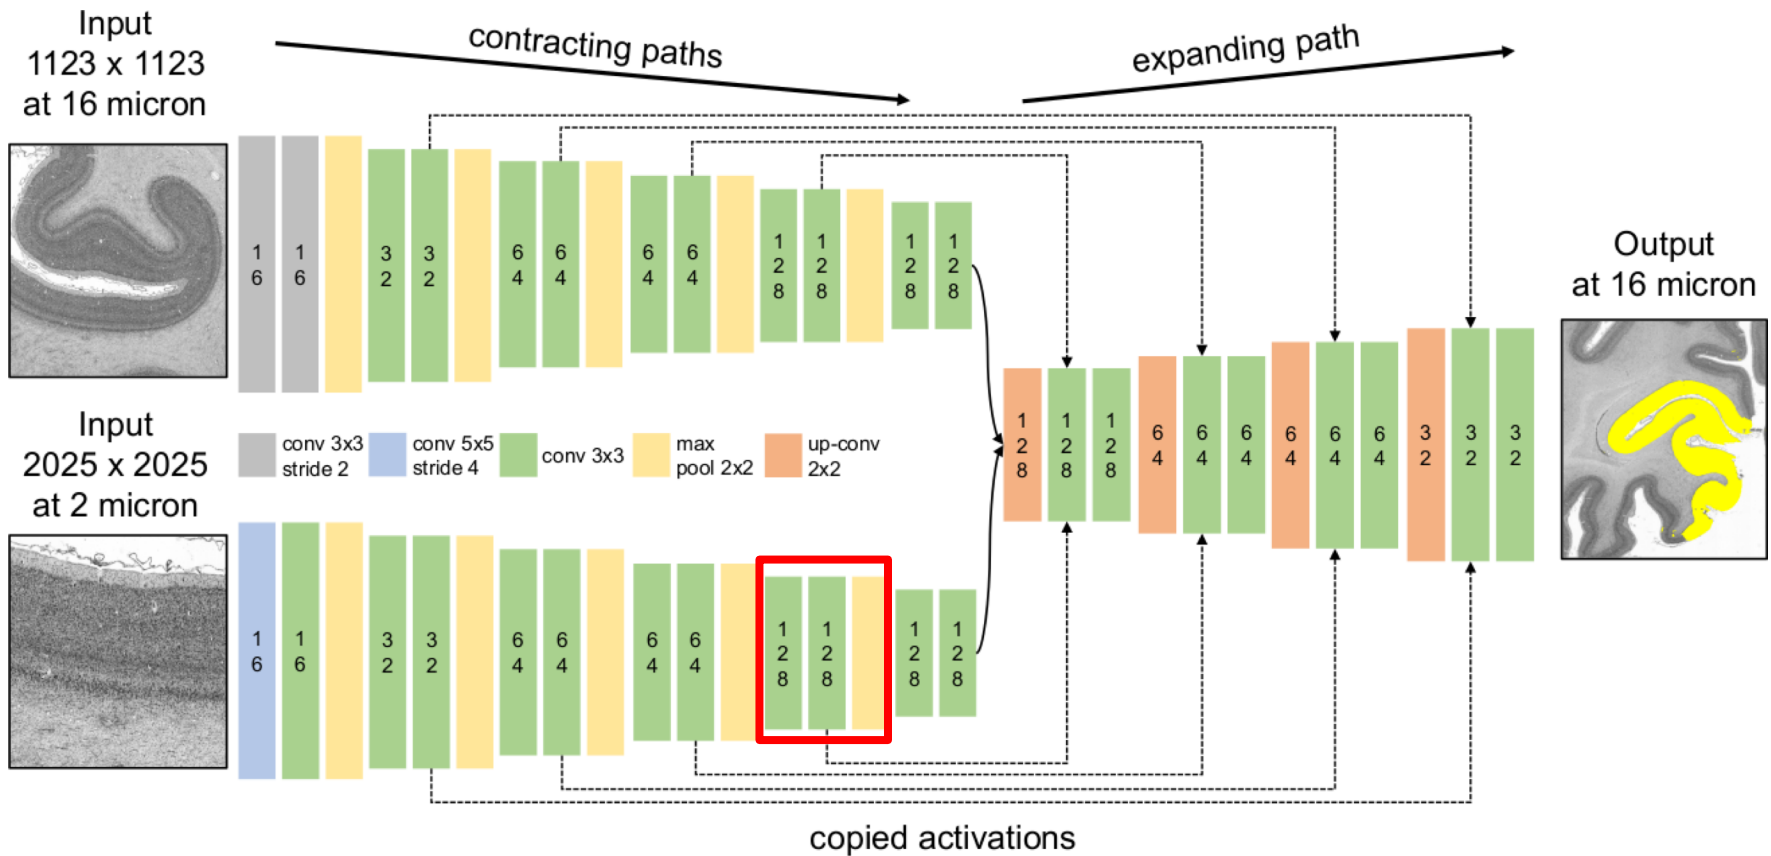 Input
1123 x 1123
at 16 micron
contracting paths
expanding path
16
16
32
32
64
64
64
64
128
128
128
128
Output
at 16 micron
128
128
128
64
64
64
64
64
64
32
32
32
conv 3x3
stride 2
conv 5x5
stride 4
conv 3x3
max
pool 2x2
up-conv
2x2
Input
2025 x 2025
at 2 micron
16
16
32
32
64
64
64
64
128
128
128
128
copied activations